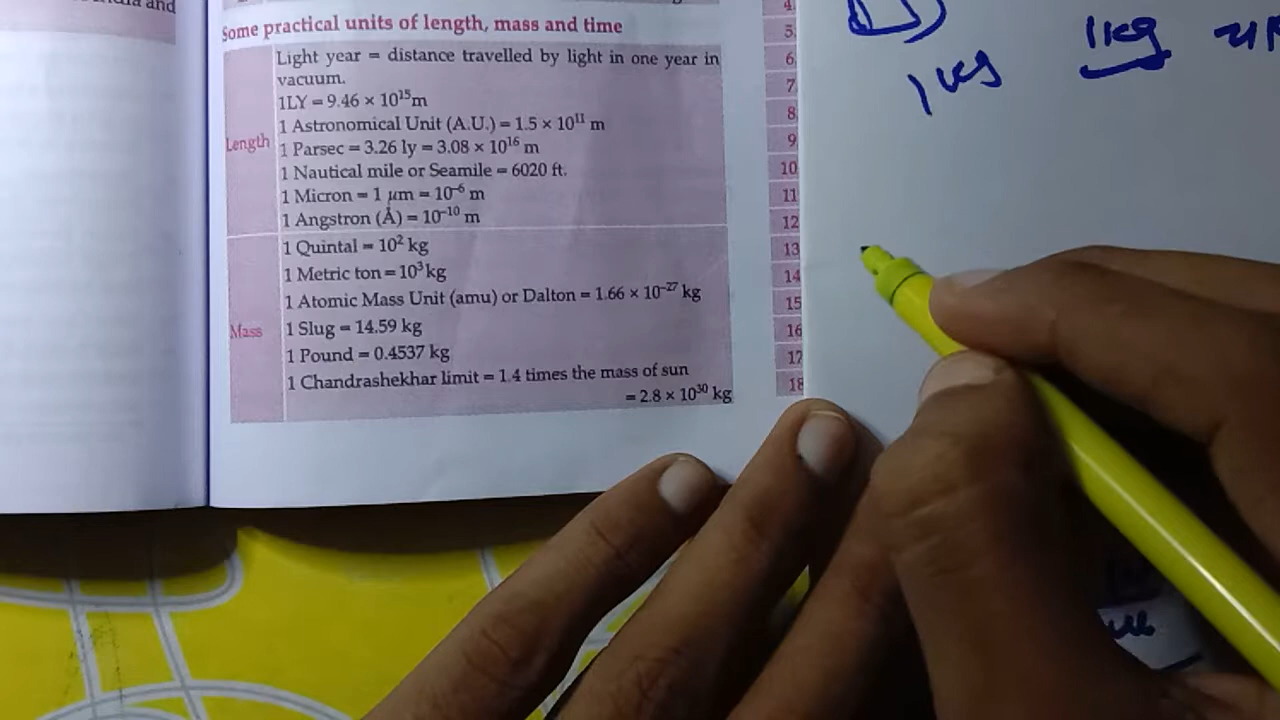 and
Some practical units of length, mass and time
Length
Light year = distance travelled by light in one year in
vacuum.
1LY = 9.46 × 10¹⁵m
1 Astronomical Unit (A.U.) = 1.5 × 10¹¹ m
1 Parsec = 3.26 ly = 3.08 × 10¹⁶ m
1 Nautical mile or Seamile = 6020 ft.
1 Micron = 1 μm = 10⁻⁶ m
1 Angstron (Å) = 10⁻¹⁰ m
Mass
1 Quintal = 10² kg
1 Metric ton = 10³ kg
1 Atomic Mass Unit (amu) or Dalton = 1.66 × 10⁻²⁷ kg
1 Slug = 14.59 kg
1 Pound = 0.4537 kg
1 Chandrashekhar limit = 1.4 times the mass of sun
= 2.8 × 10³⁰ kg
4.
5.
6.
7.
8.
9.
10.
11
12
13
14
15
16
17
18
1 kg
1kg